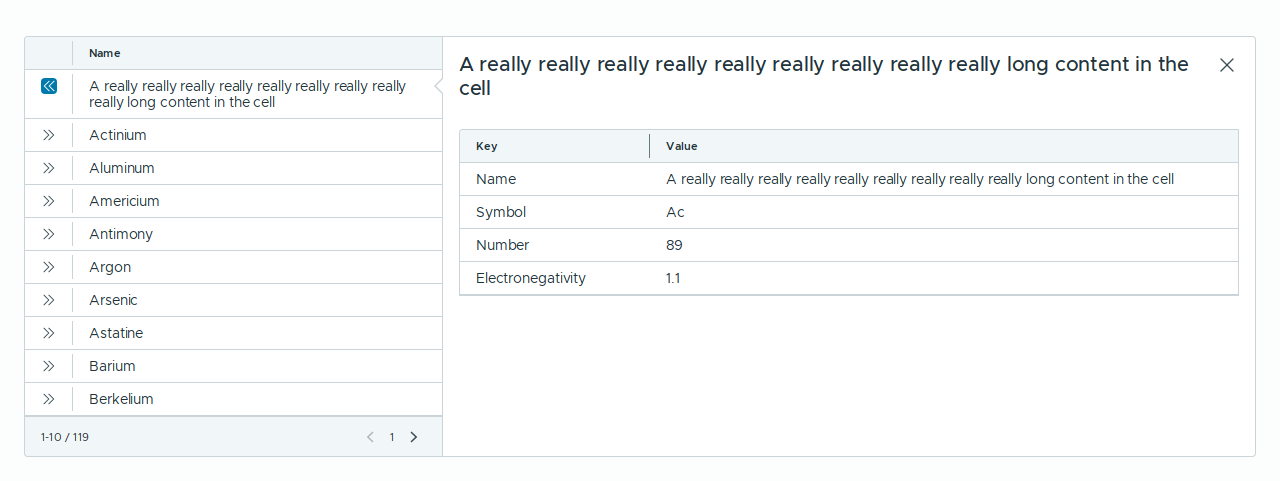 Name
A really really really really really really really really
really long content in the cell
Actinium
Aluminum
Americium
Antimony
Argon
Arsenic
Astatine
Barium
Berkelium
1-10 / 119
1
A really really really really really really really really really long content in the
cell
Key Value
Name A really really really really really really really really really long content in the cell
Symbol Ac
Number 89
Electronegativity 1.1